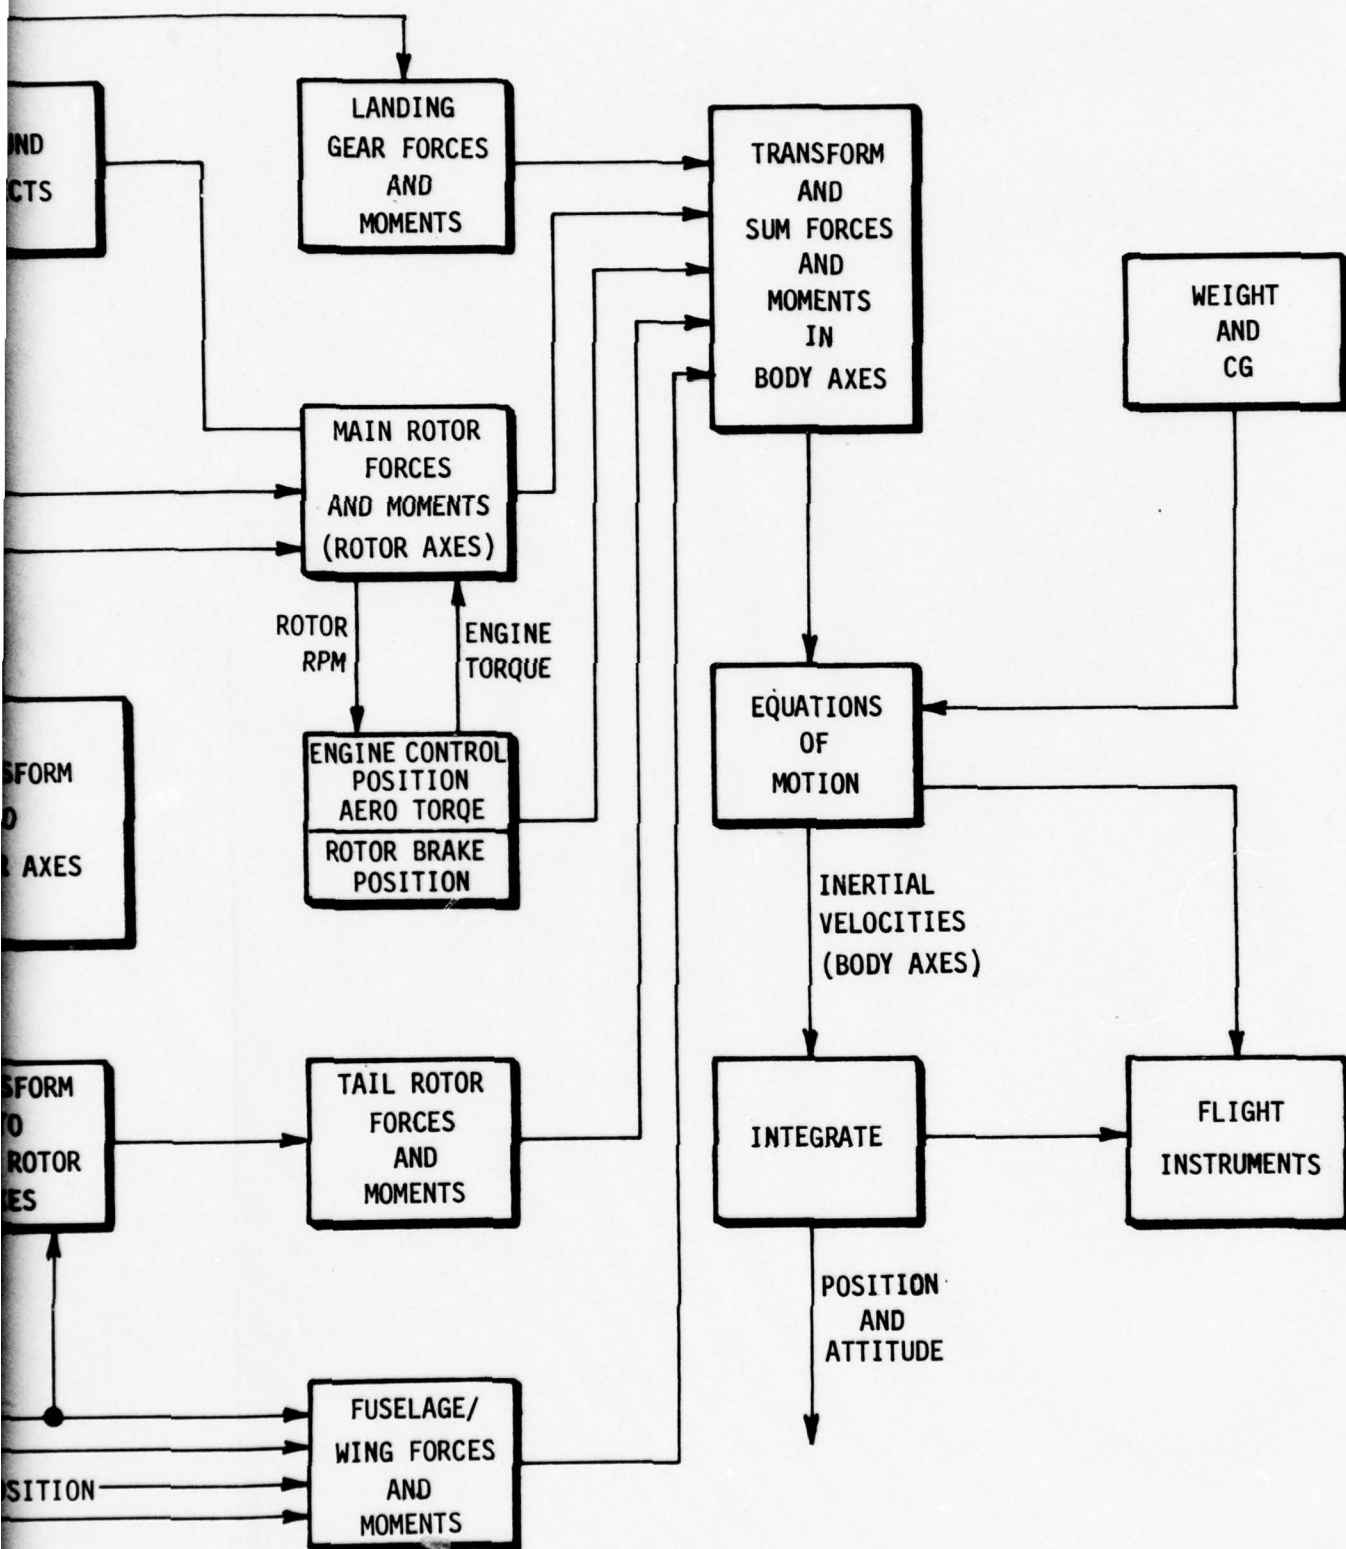 LANDING
GEAR FORCES
AND
MOMENTS
TRANSFORM
AND
SUM FORCES
AND
MOMENTS
IN
BODY AXES
WEIGHT
AND
CG
MAIN ROTOR
FORCES
AND MOMENTS
(ROTOR AXES)
ROTOR
RPM
ENGINE
TORQUE
EQUATIONS
OF
MOTION
ENGINE CONTROL
POSITION
AERO TORQE
ROTOR BRAKE
POSITION
AXES
INERTIAL
VELOCITIES
(BODY AXES)
ROTOR
TAIL ROTOR
FORCES
AND
MOMENTS
INTEGRATE
FLIGHT
INSTRUMENTS
POSITION
AND
ATTITUDE
FUSELAGE/
WING FORCES
AND
MOMENTS